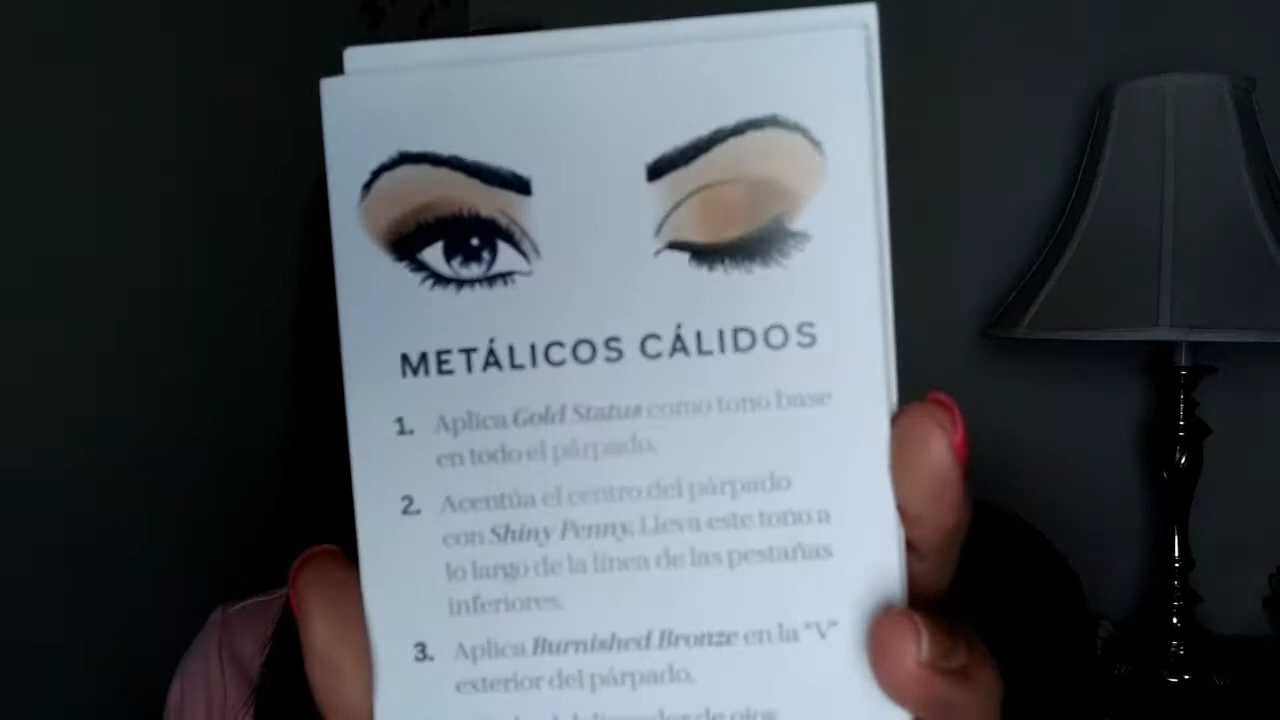 METÁLICOS CÁLIDOS
1. Aplica Gold Status como tono base
en todo el párpado.
2. Acentúa el centro del párpado
con Shiny Penny. Lleva este tono a
lo largo de la línea de las pestañas
inferiores.
3. Aplica Burnished Bronze en la "V"
exterior del párpado.
de ojos